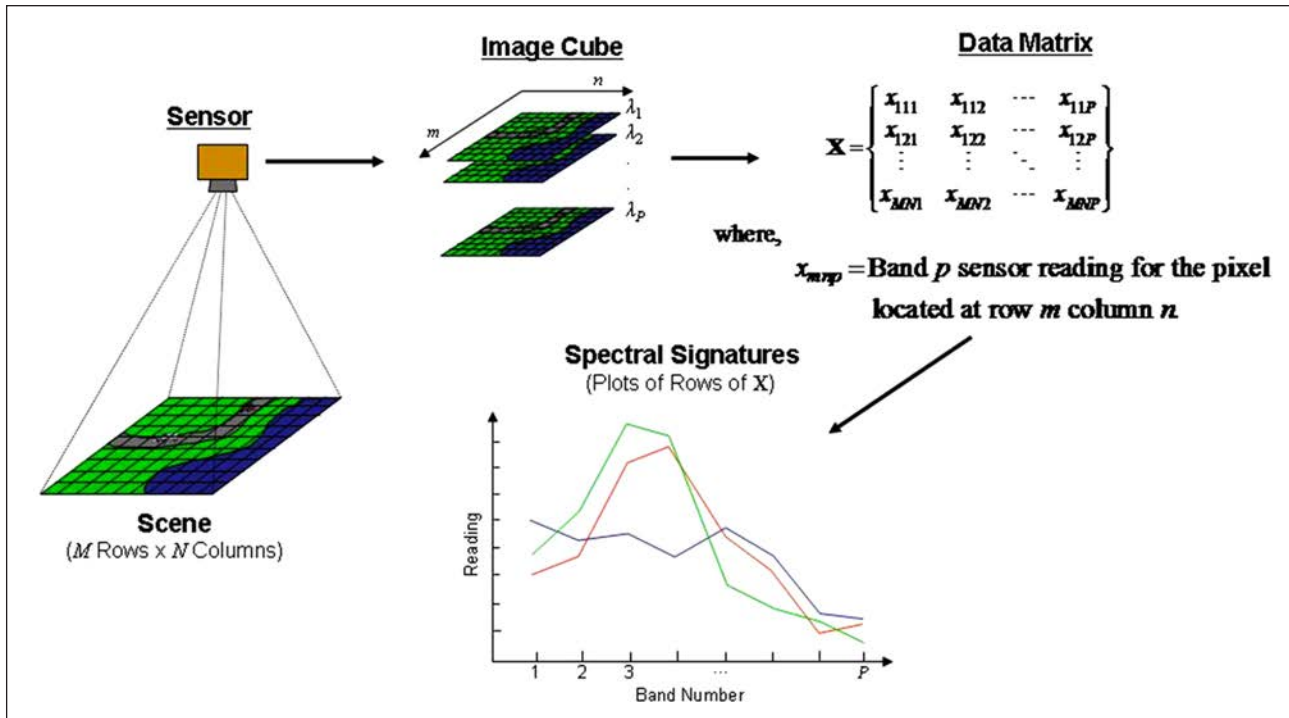 Sensor
Image Cube
n
m
λ1
λ2
.
.
λP
Data Matrix
X = { x111 x112 --- x11P
x121 x122 --- x12P
⋮ ⋮ ⋱ ⋮
xMN1 xMN2 --- xMNP }
where,
xmnp = Band p sensor reading for the pixel
located at row m column n
Scene
(M Rows x N Columns)
Spectral Signatures
(Plots of Rows of X)
Reading
1 2 3 ... P
Band Number